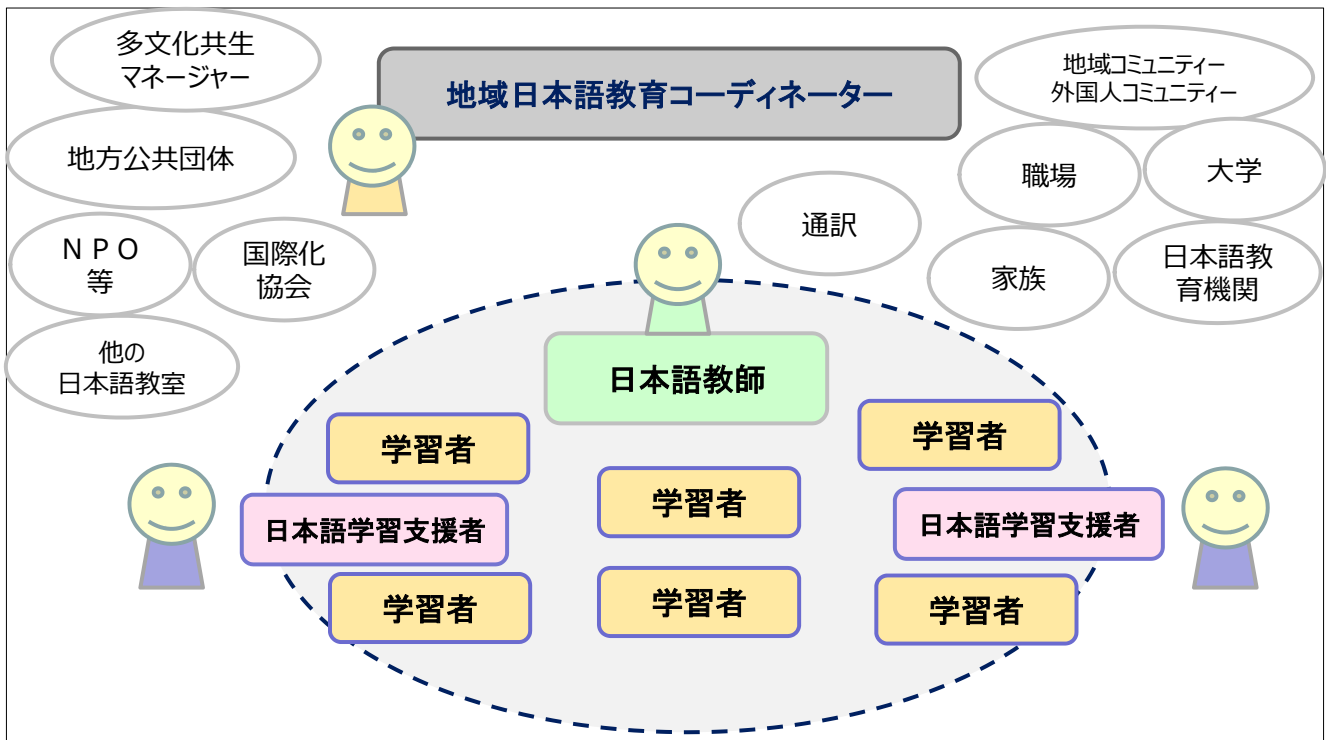 多文化共生
マネージャー
地域日本語教育コーディネーター
地域コミュニティー
外国人コミュニティー
地方公共団体
職場
大学
通訳
ＮＰＯ
等
国際化
協会
家族
日本語教
育機関
他の
日本語教室
日本語教師
学習者
学習者
学習者
日本語学習支援者
日本語学習支援者
学習者
学習者
学習者